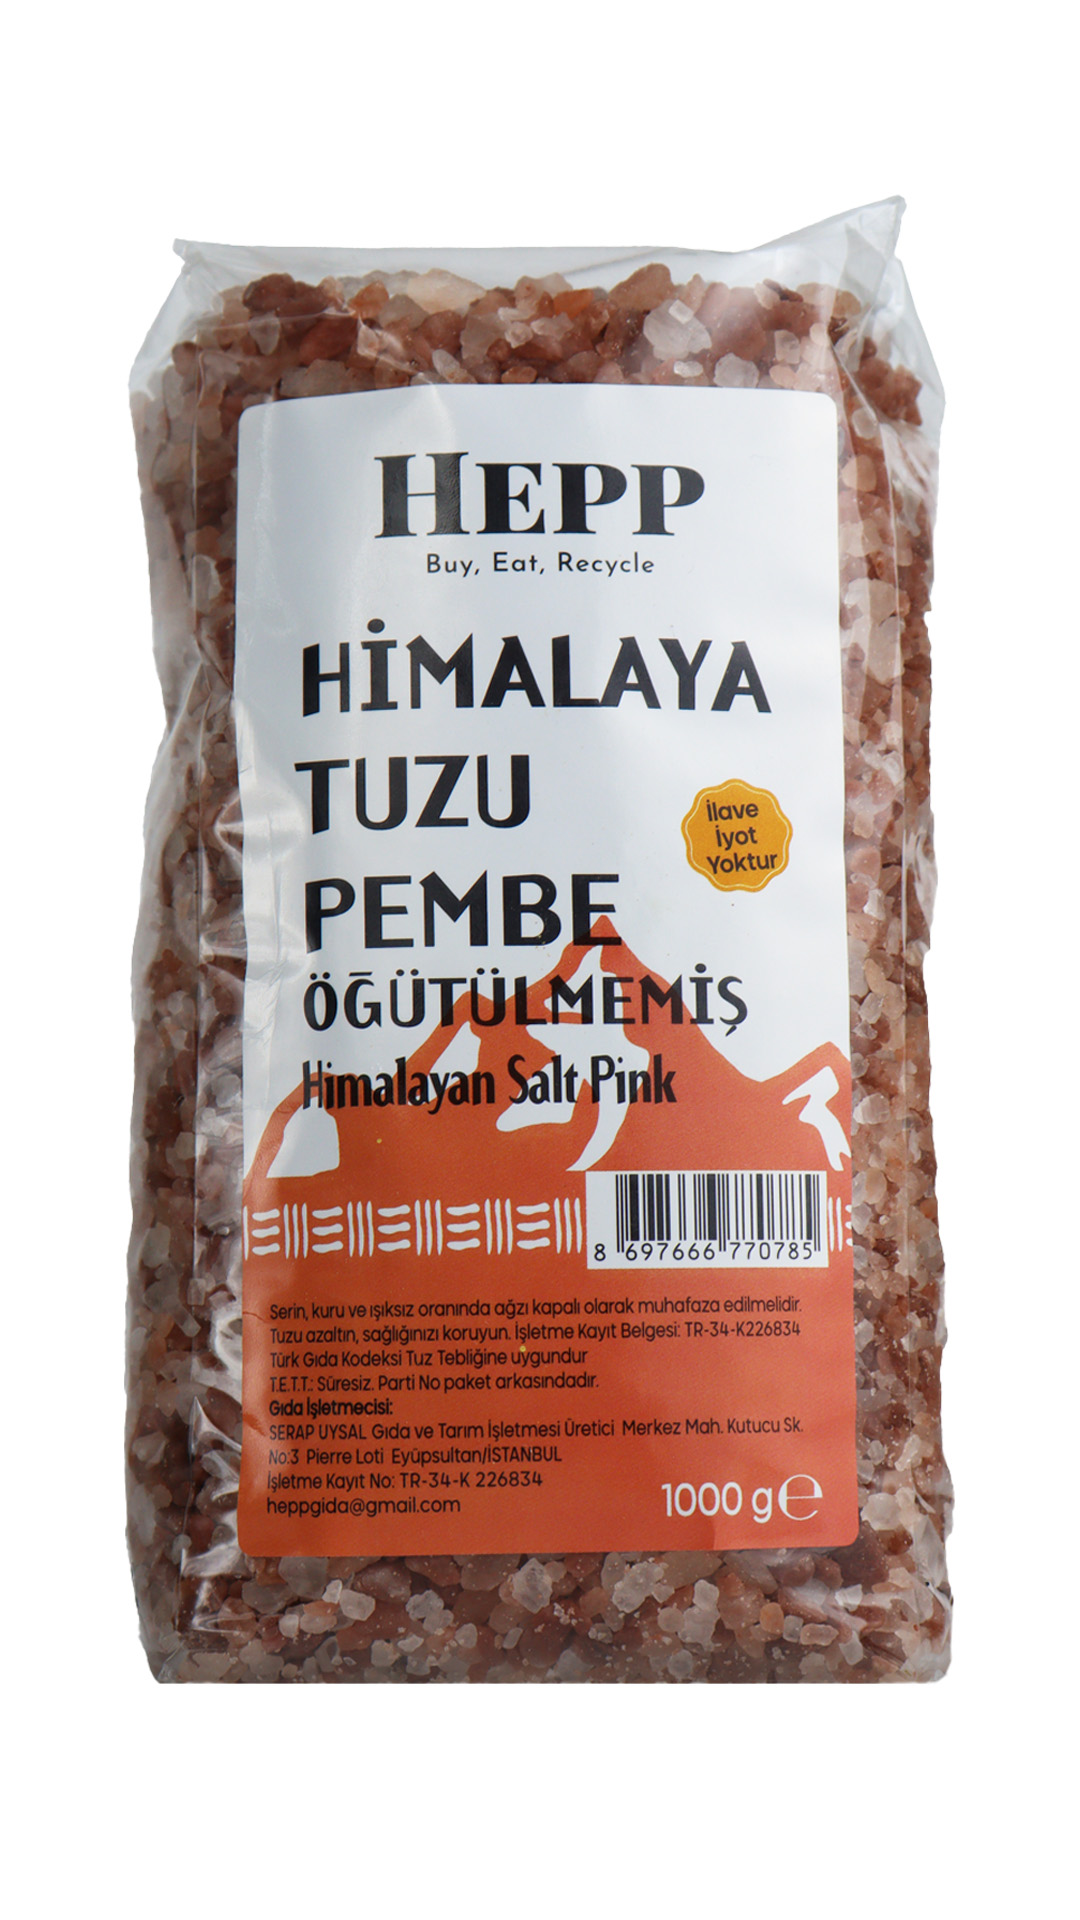 HEPP
Buy, Eat, Recycle
HİMALAYA
TUZU
İlave
İyot
Yoktur
PEMBE
ÖĞÜTÜLMEMİŞ
Himalayan Salt Pink
8 697666 770785
Serin, kuru ve ışıksız oranında ağzı kapalı olarak muhafaza edilmelidir.
Tuzu azaltın, sağlığınızı koruyun. İşletme Kayıt Belgesi: TR-34-K226834
Türk Gıda Kodeksi Tuz Tebliğine uygundur
T.E.T.T.: Süresiz. Parti No paket arkasındadır.
Gıda İşletmecisi:
SERAP UYSAL Gıda ve Tarım İşletmesi Üretici Merkez Mah. Kutucu Sk.
No:3 Pierre Loti Eyüpsultan/İSTANBUL
İşletme Kayıt No: TR-34-K 226834
heppgida@gmail.com
1000 g℮